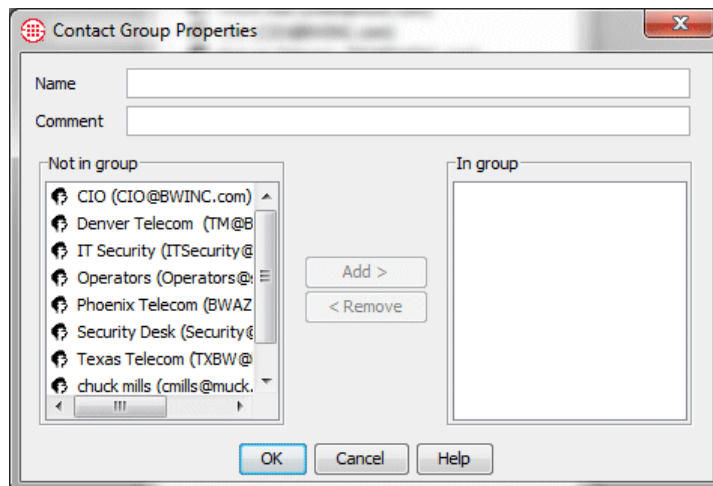 Contact Group Properties
Name
Comment
Not in group
CIO (CIO@BWINC.com)
Denver Telecom (TM@B
IT Security (ITSecurity@
Operators (Operators@
Phoenix Telecom (BWAZ
Security Desk (Security@
Texas Telecom (TXBW@
chuck mills (cmills@muck.
Add >
< Remove
In group
OK
Cancel
Help